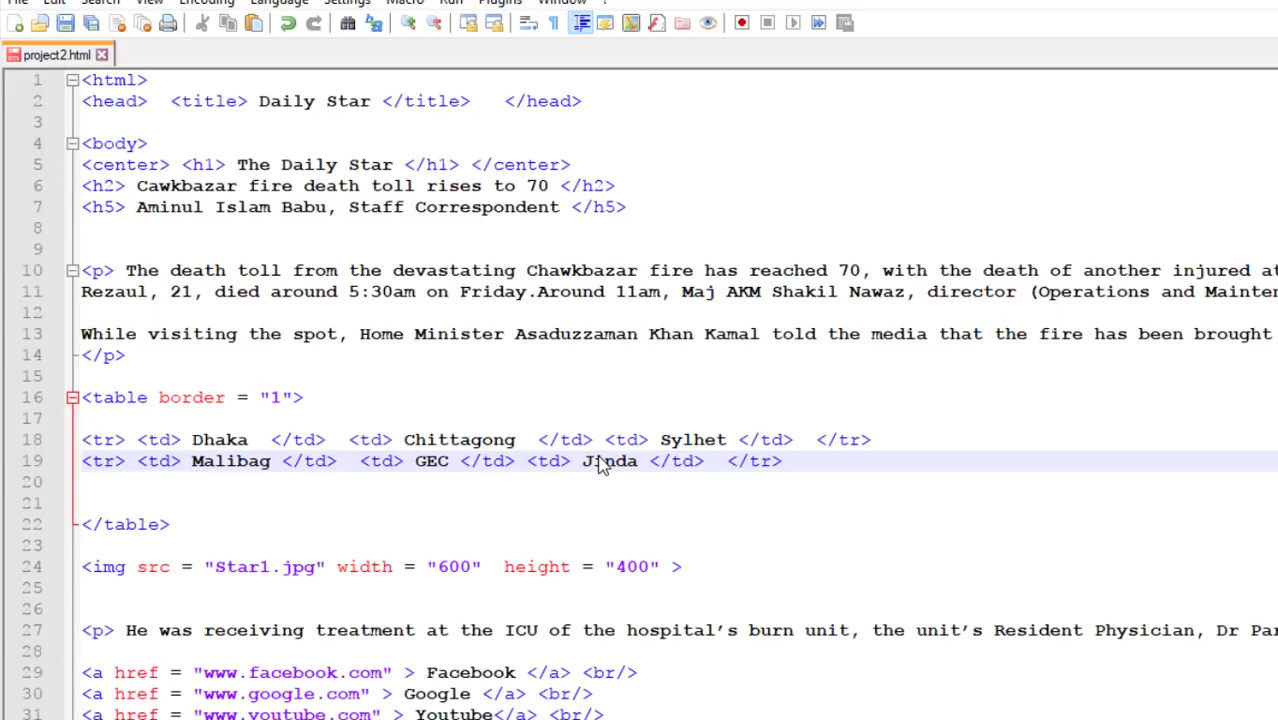 File Edit Search View Encoding Language Settings Macro Run Plugins Window ?
project2.html
1 <html>
2 <head> <title> Daily Star </title> </head>
3
4 <body>
5 <center> <h1> The Daily Star </h1> </center>
6 <h2> Cawkbazar fire death toll rises to 70 </h2>
7 <h5> Aminul Islam Babu, Staff Correspondent </h5>
8
9
10 <p> The death toll from the devastating Chawkbazar fire has reached 70, with the death of another injured at
11 Rezaul, 21, died around 5:30am on Friday.Around 11am, Maj AKM Shakil Nawaz, director (Operations and Mainten
12
13 While visiting the spot, Home Minister Asaduzzaman Khan Kamal told the media that the fire has been brought
14 </p>
15
16 <table border = "1">
17
18 <tr> <td> Dhaka </td> <td> Chittagong </td> <td> Sylhet </td> </tr>
19 <tr> <td> Malibag </td> <td> GEC </td> <td> </td> </tr>
20
21
22 </table>
23
24 <img src = "Star1.jpg" width = "600" height = "400" >
25
26
27 <p> He was receiving treatment at the ICU of the hospital's burn unit, the unit's Resident Physician, Dr Par
28
29 <a href = "www.facebook.com" > Facebook </a> <br/>
30 <a href = "www.google.com" > Google </a> <br/>
31 <a href = "www.youtube.com" > Youtube</a> <br/>